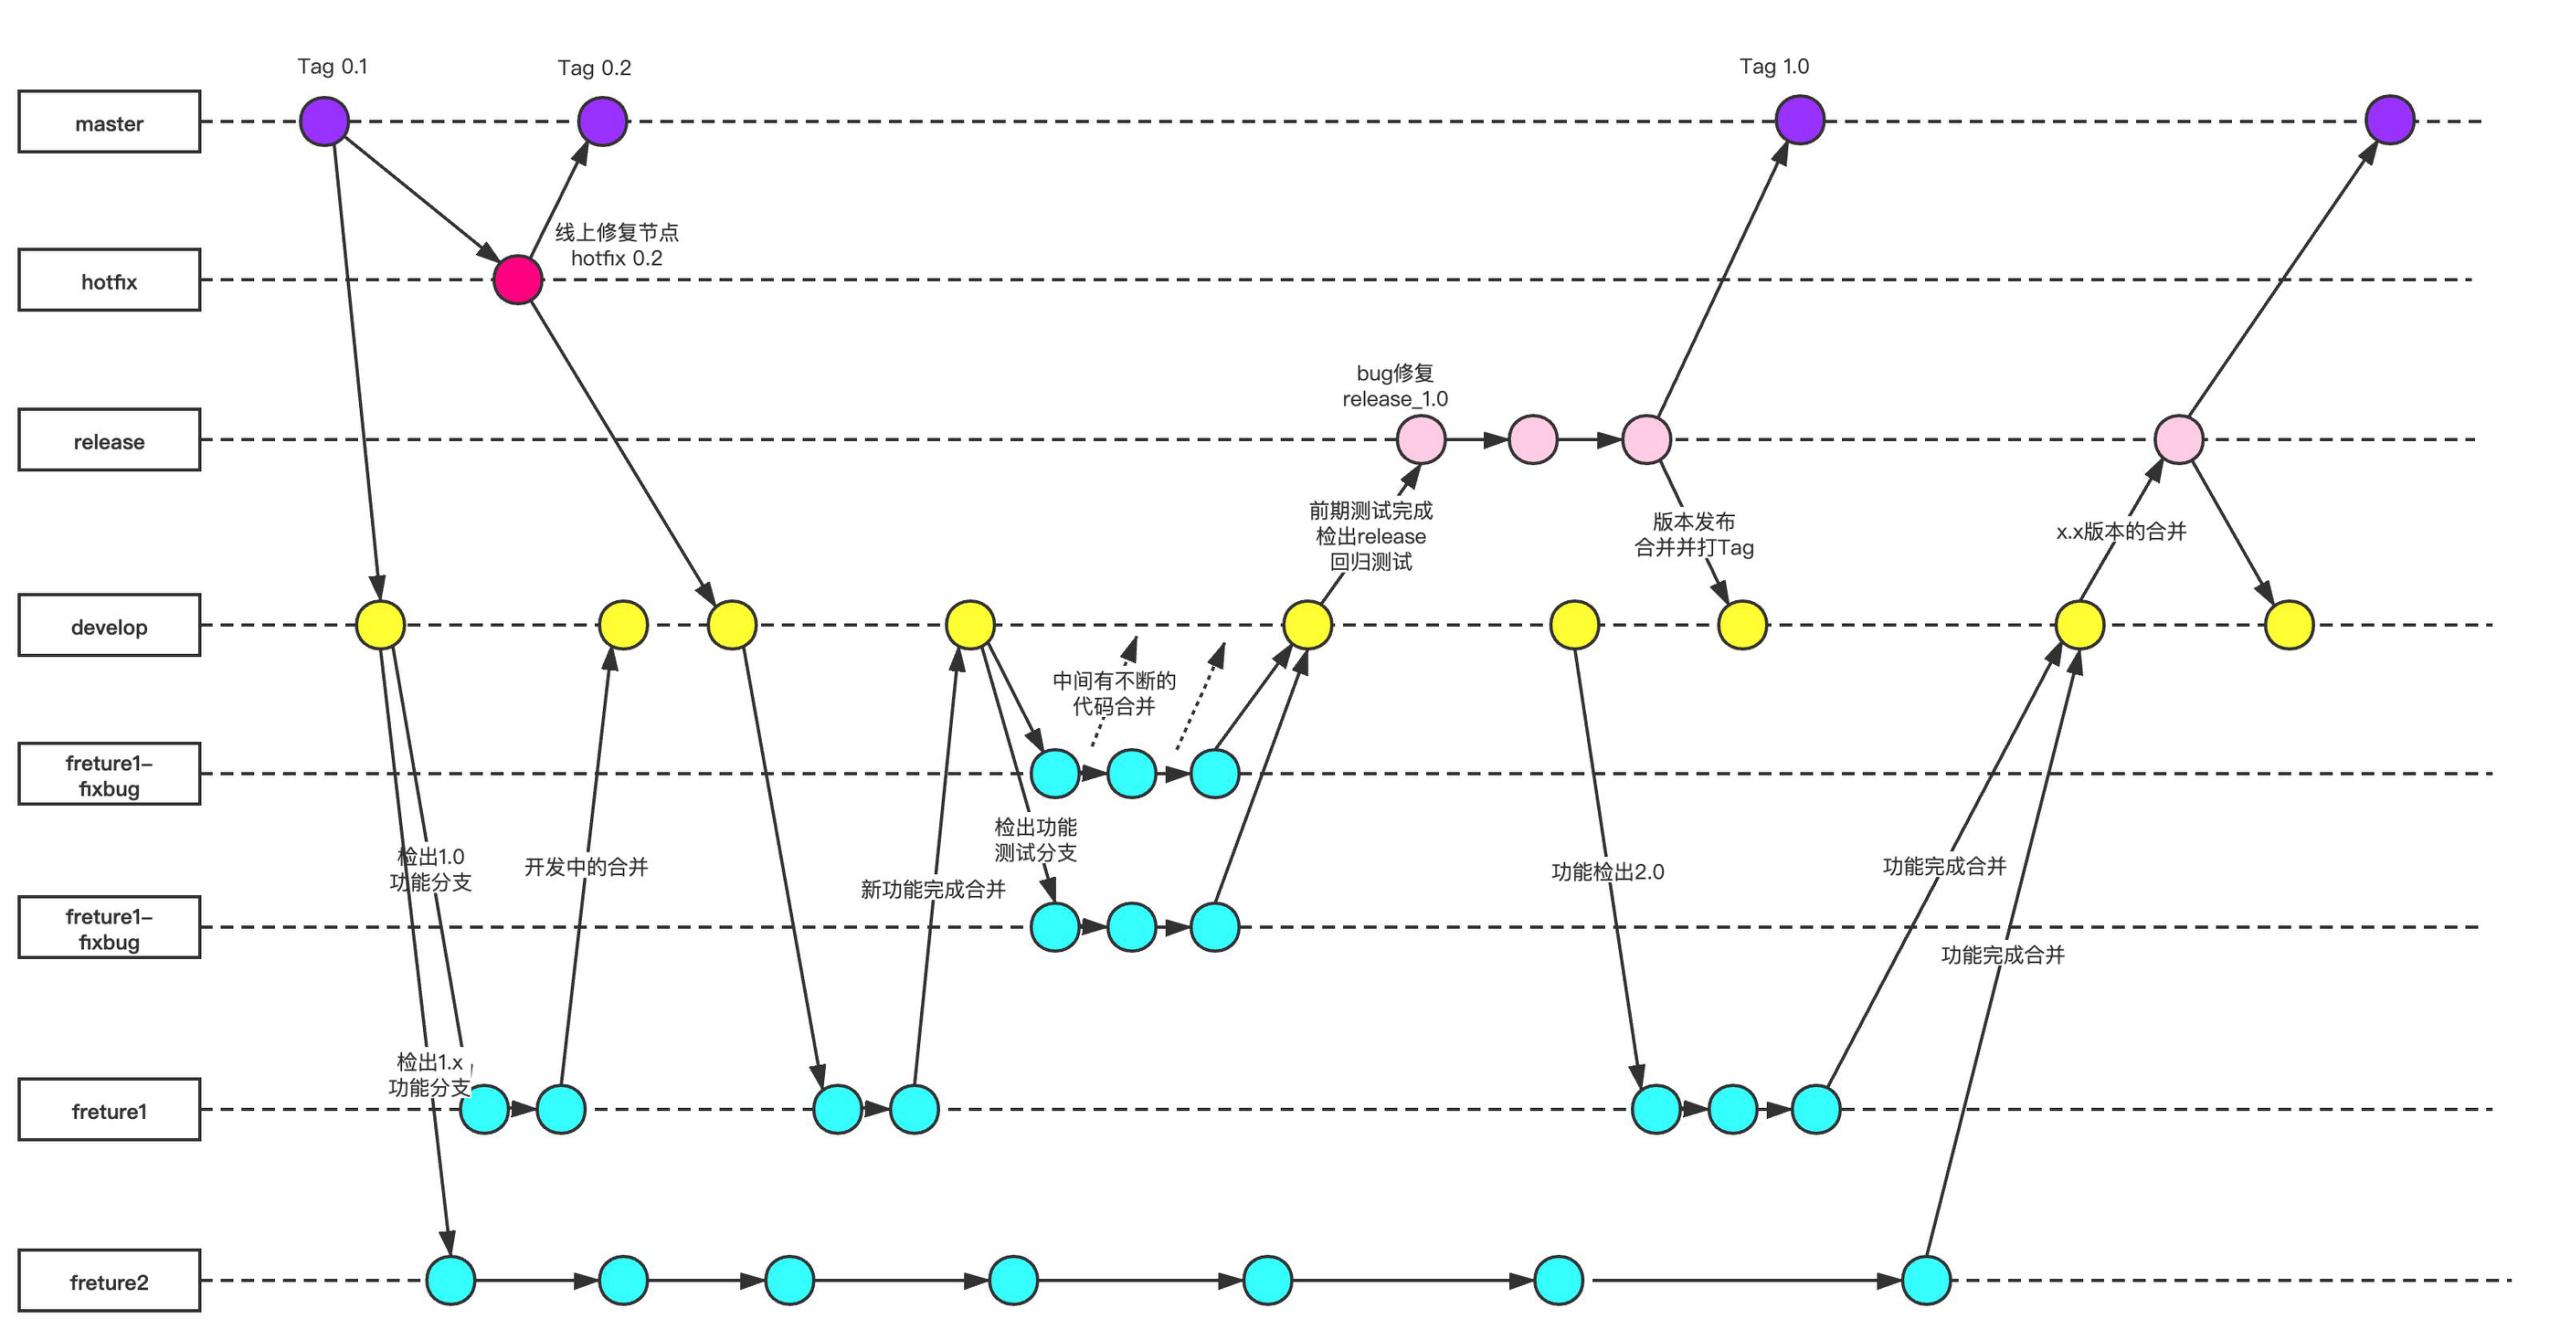 Tag 0.1
Tag 0.2
Tag 1.0
master
线上修复节点
hotfix 0.2
hotfix
bug修复
release_1.0
release
前期测试完成
检出release
回归测试
版本发布
合并并打Tag
x.x版本的合并
develop
中间有不断的
代码合并
freture1-
fixbug
检出功能
测试分支
检出1.0
功能分支
开发中的合并
新功能完成合并
功能检出2.0
功能完成合并
freture1-
fixbug
功能完成合并
检出1.x
功能分支
freture1
freture2